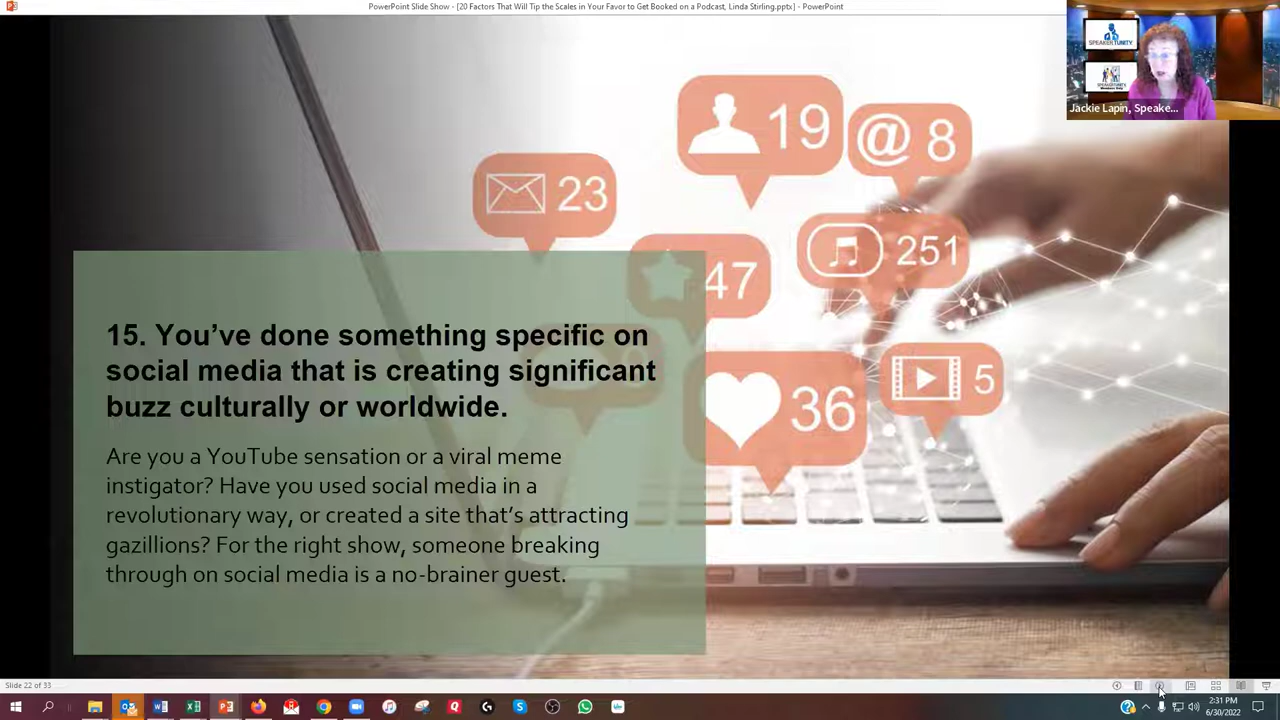 PowerPoint Slide Show - [20 Factors That Will Tip the Scales in Your Favor to Get Booked on a Podcast, Linda Stirling.pptx] - PowerPoint
SPEAKERTUNITY
SPEAKERTUNITY
Jackie Lapin, Speake...
19
@ 8
23
251
47
36
5
15. You've done something specific on
social media that is creating significant
buzz culturally or worldwide.
Are you a YouTube sensation or a viral meme
instigator? Have you used social media in a
revolutionary way, or created a site that's attracting
gazillions? For the right show, someone breaking
through on social media is a no-brainer guest.
Slide 22 of 33
2:31 PM
6/30/2022